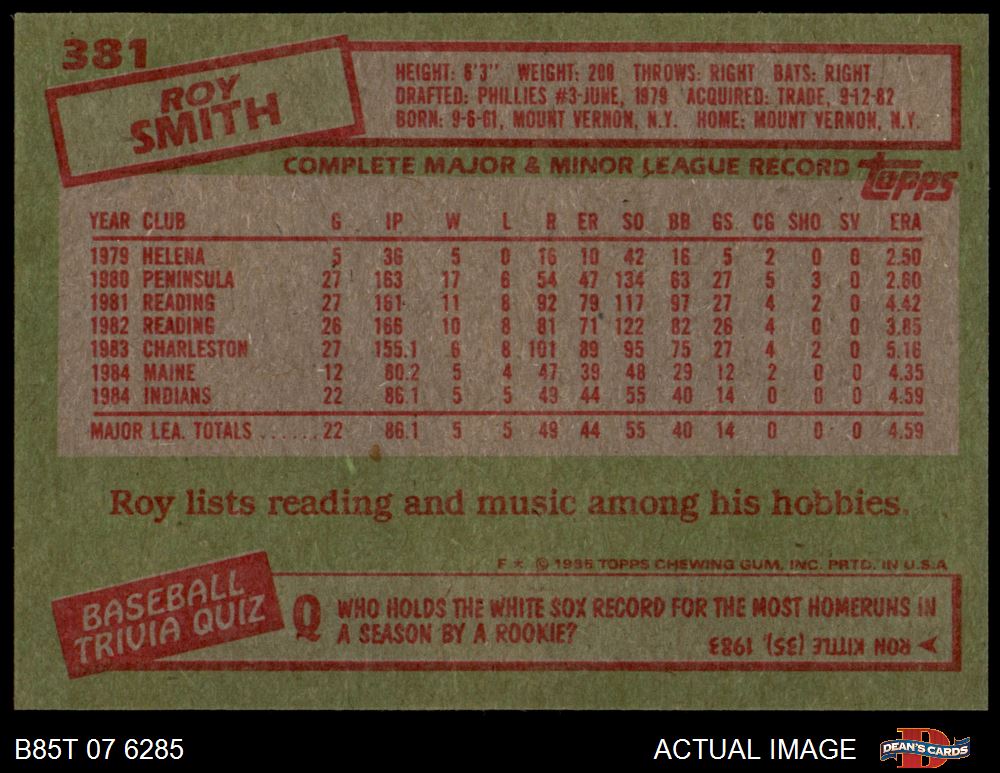 381
ROY
SMITH
HEIGHT: 6'3" WEIGHT: 200 THROWS: RIGHT BATS: RIGHT
DRAFTED: PHILLIES #3-JUNE, 1979 ACQUIRED: TRADE, 9-12-82
BORN: 9-6-61, MOUNT VERNON, N.Y. HOME: MOUNT VERNON, N.Y.
COMPLETE MAJOR & MINOR LEAGUE RECORD Topps
YEAR CLUB G IP W L R ER SO BB GS CG SHO SV ERA
1979 HELENA 5 36 5 0 16 10 42 16 5 2 0 0 2.50
1980 PENINSULA 27 163 17 6 54 47 134 63 27 5 3 0 2.60
1981 READING 27 161 11 8 92 79 117 97 27 4 2 0 4.42
1982 READING 26 166 10 8 81 71 122 82 26 4 0 0 3.85
1983 CHARLESTON 27 155.1 6 8 101 89 95 75 27 4 2 0 5.16
1984 MAINE 12 80.2 5 4 47 39 48 29 12 2 0 0 4.35
1984 INDIANS 22 86.1 5 5 49 44 55 40 14 0 0 0 4.59
MAJOR LEA. TOTALS ...... 22 86.1 5 5 49 44 55 40 14 0 0 0 4.59
Roy lists reading and music among his hobbies.
F * © 1985 TOPPS CHEWING GUM, INC. PRTD. IN U.S.A
BASEBALL
TRIVIA QUIZ
Q WHO HOLDS THE WHITE SOX RECORD FOR THE MOST HOMERUNS IN
A SEASON BY A ROOKIE?
RON KITTLE (35), 1983
B85T 07 6285 ACTUAL IMAGE DEAN'S CARDS